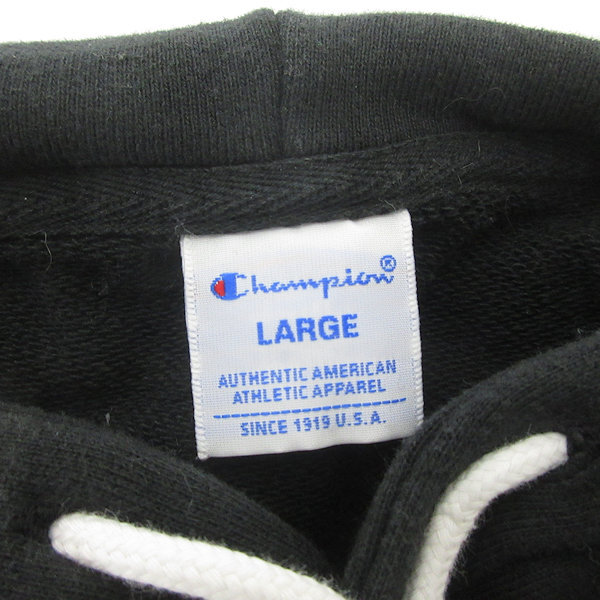 Champion®
LARGE
AUTHENTIC AMERICAN
ATHLETIC APPAREL
SINCE 1919 U.S.A.